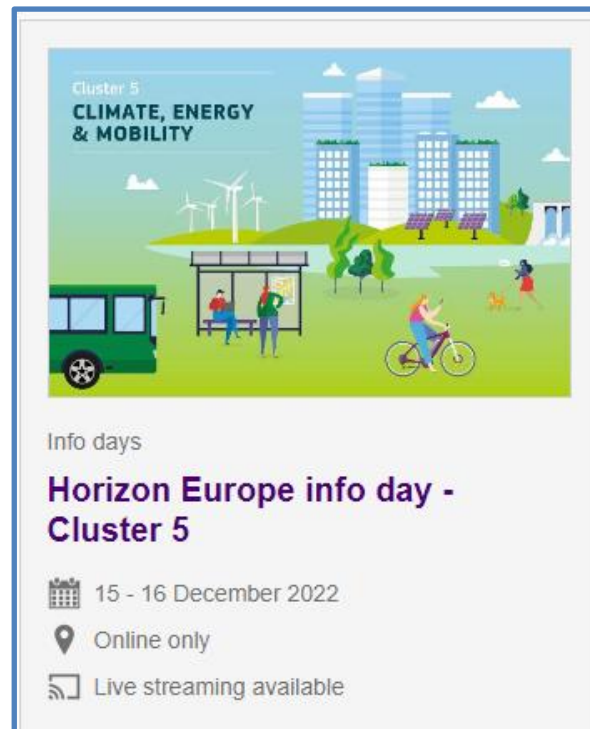 Cluster 5
CLIMATE, ENERGY
& MOBILITY
Info days
Horizon Europe info day -
Cluster 5
15 - 16 December 2022
Online only
Live streaming available